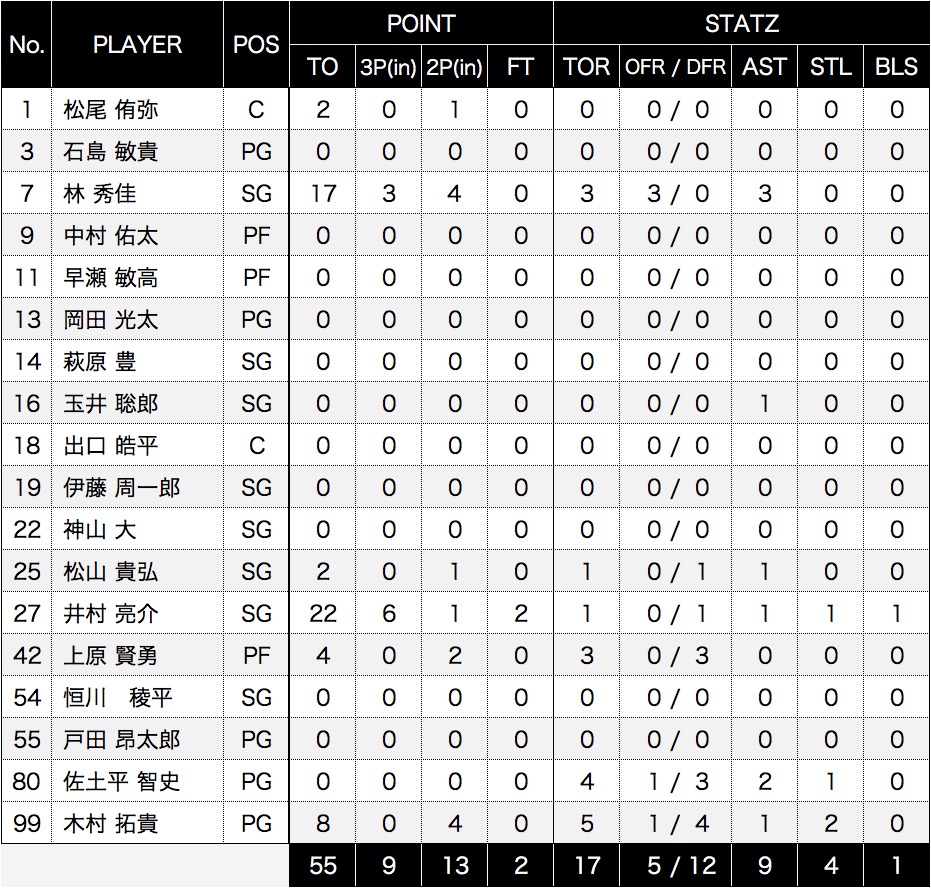 No. PLAYER POS POINT STATZ
TO 3P(in) 2P(in) FT TOR OFR / DFR AST STL BLS
1 松尾 侑弥 C 2 0 1 0 0 0 / 0 0 0 0
3 石島 敏貴 PG 0 0 0 0 0 0 / 0 0 0 0
7 林 秀佳 SG 17 3 4 0 3 3 / 0 3 0 0
9 中村 佑太 PF 0 0 0 0 0 0 / 0 0 0 0
11 早瀬 敏高 PF 0 0 0 0 0 0 / 0 0 0 0
13 岡田 光太 PG 0 0 0 0 0 0 / 0 0 0 0
14 萩原 豊 SG 0 0 0 0 0 0 / 0 0 0 0
16 玉井 聡郎 SG 0 0 0 0 0 0 / 0 1 0 0
18 出口 皓平 C 0 0 0 0 0 0 / 0 0 0 0
19 伊藤 周一郎 SG 0 0 0 0 0 0 / 0 0 0 0
22 神山 大 SG 0 0 0 0 0 0 / 0 0 0 0
25 松山 貴弘 SG 2 0 1 0 1 0 / 1 1 0 0
27 井村 亮介 SG 22 6 1 2 1 0 / 1 1 1 1
42 上原 賢勇 PF 4 0 2 0 3 0 / 3 0 0 0
54 恒川　稜平 SG 0 0 0 0 0 0 / 0 0 0 0
55 戸田 昂太郎 PG 0 0 0 0 0 0 / 0 0 0 0
80 佐土平 智史 PG 0 0 0 0 4 1 / 3 2 1 0
99 木村 拓貴 PG 8 0 4 0 5 1 / 4 1 2 0
55 9 13 2 17 5 / 12 9 4 1